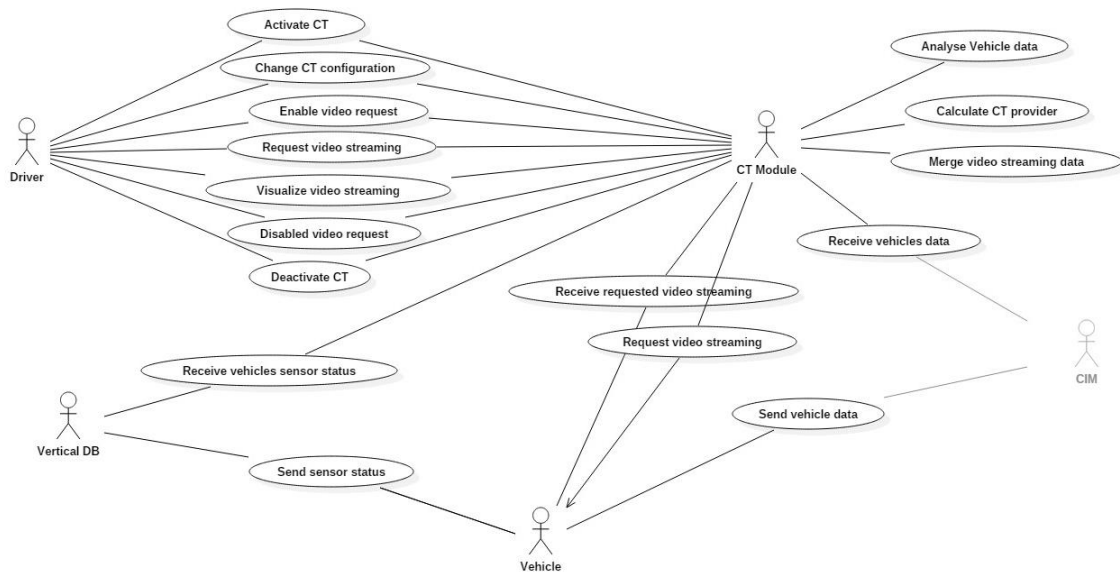 Activate CT
Analyse Vehicle data
Change CT configuration
Enable video request
Calculate CT provider
Request video streaming
Merge video streaming data
Driver
CT Module
Visualize video streaming
Disabled video request
Receive vehicles data
Deactivate CT
Receive requested video streaming
Request video streaming
Receive vehicles sensor status
CIM
Send vehicle data
Vertical DB
Send sensor status
Vehicle